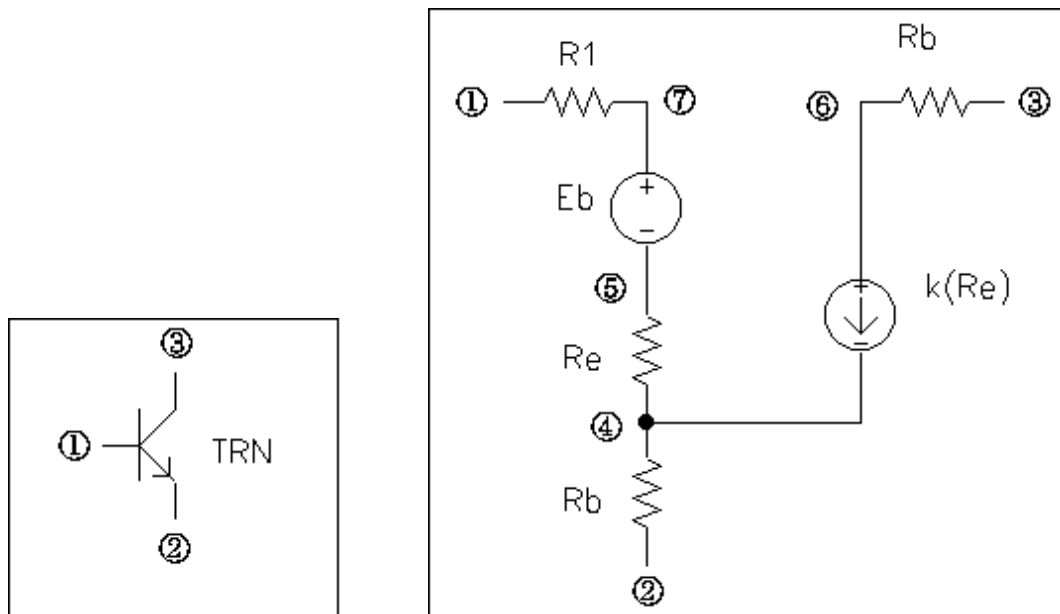 ③
①
TRN
②
R1
Rb
①
⑦
⑥
③
+
Eb
−
⑤
k(Re)
+
−
Re
④
Rb
②